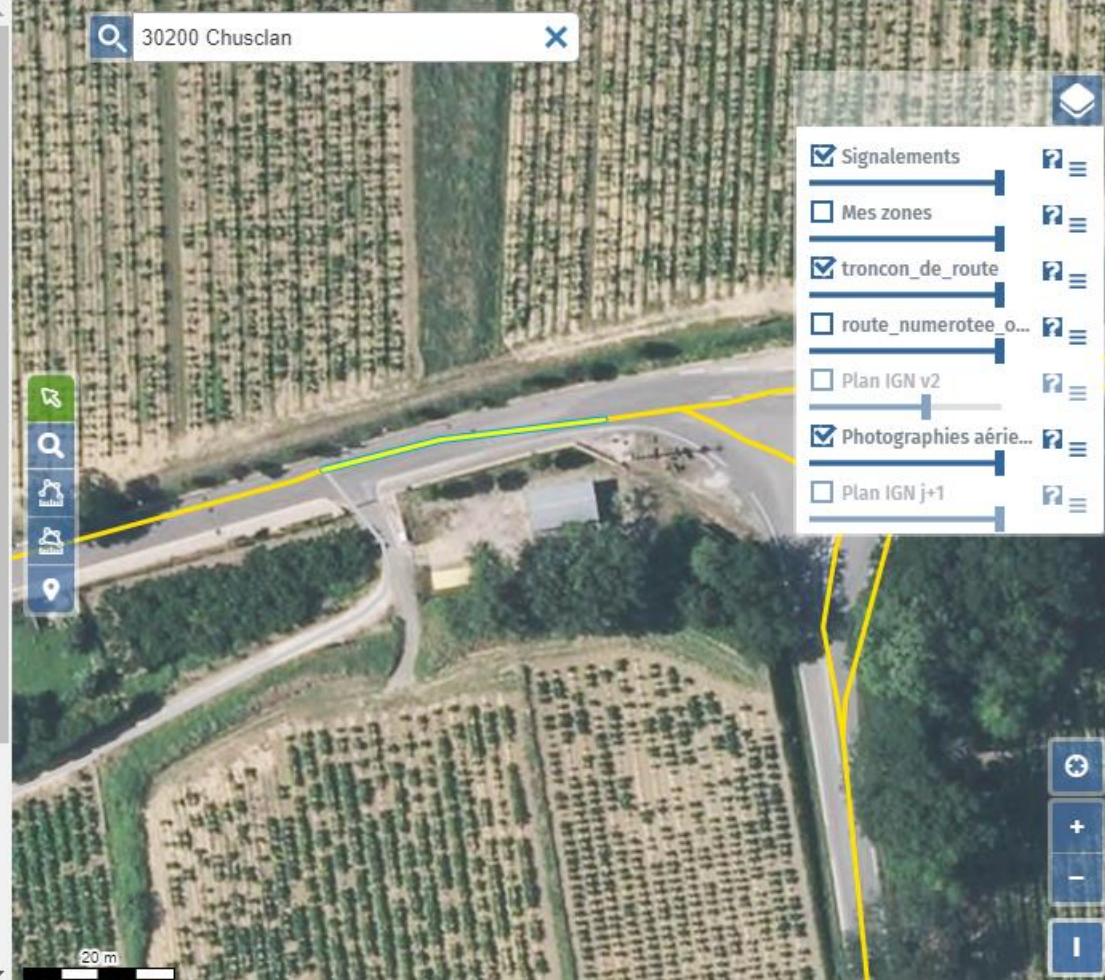 30200 Chusclan
Signalements
Mes zones
troncon_de_route
route_numerotee_o...
Plan IGN v2
Photographies aérie...
Plan IGN j+1
20 m